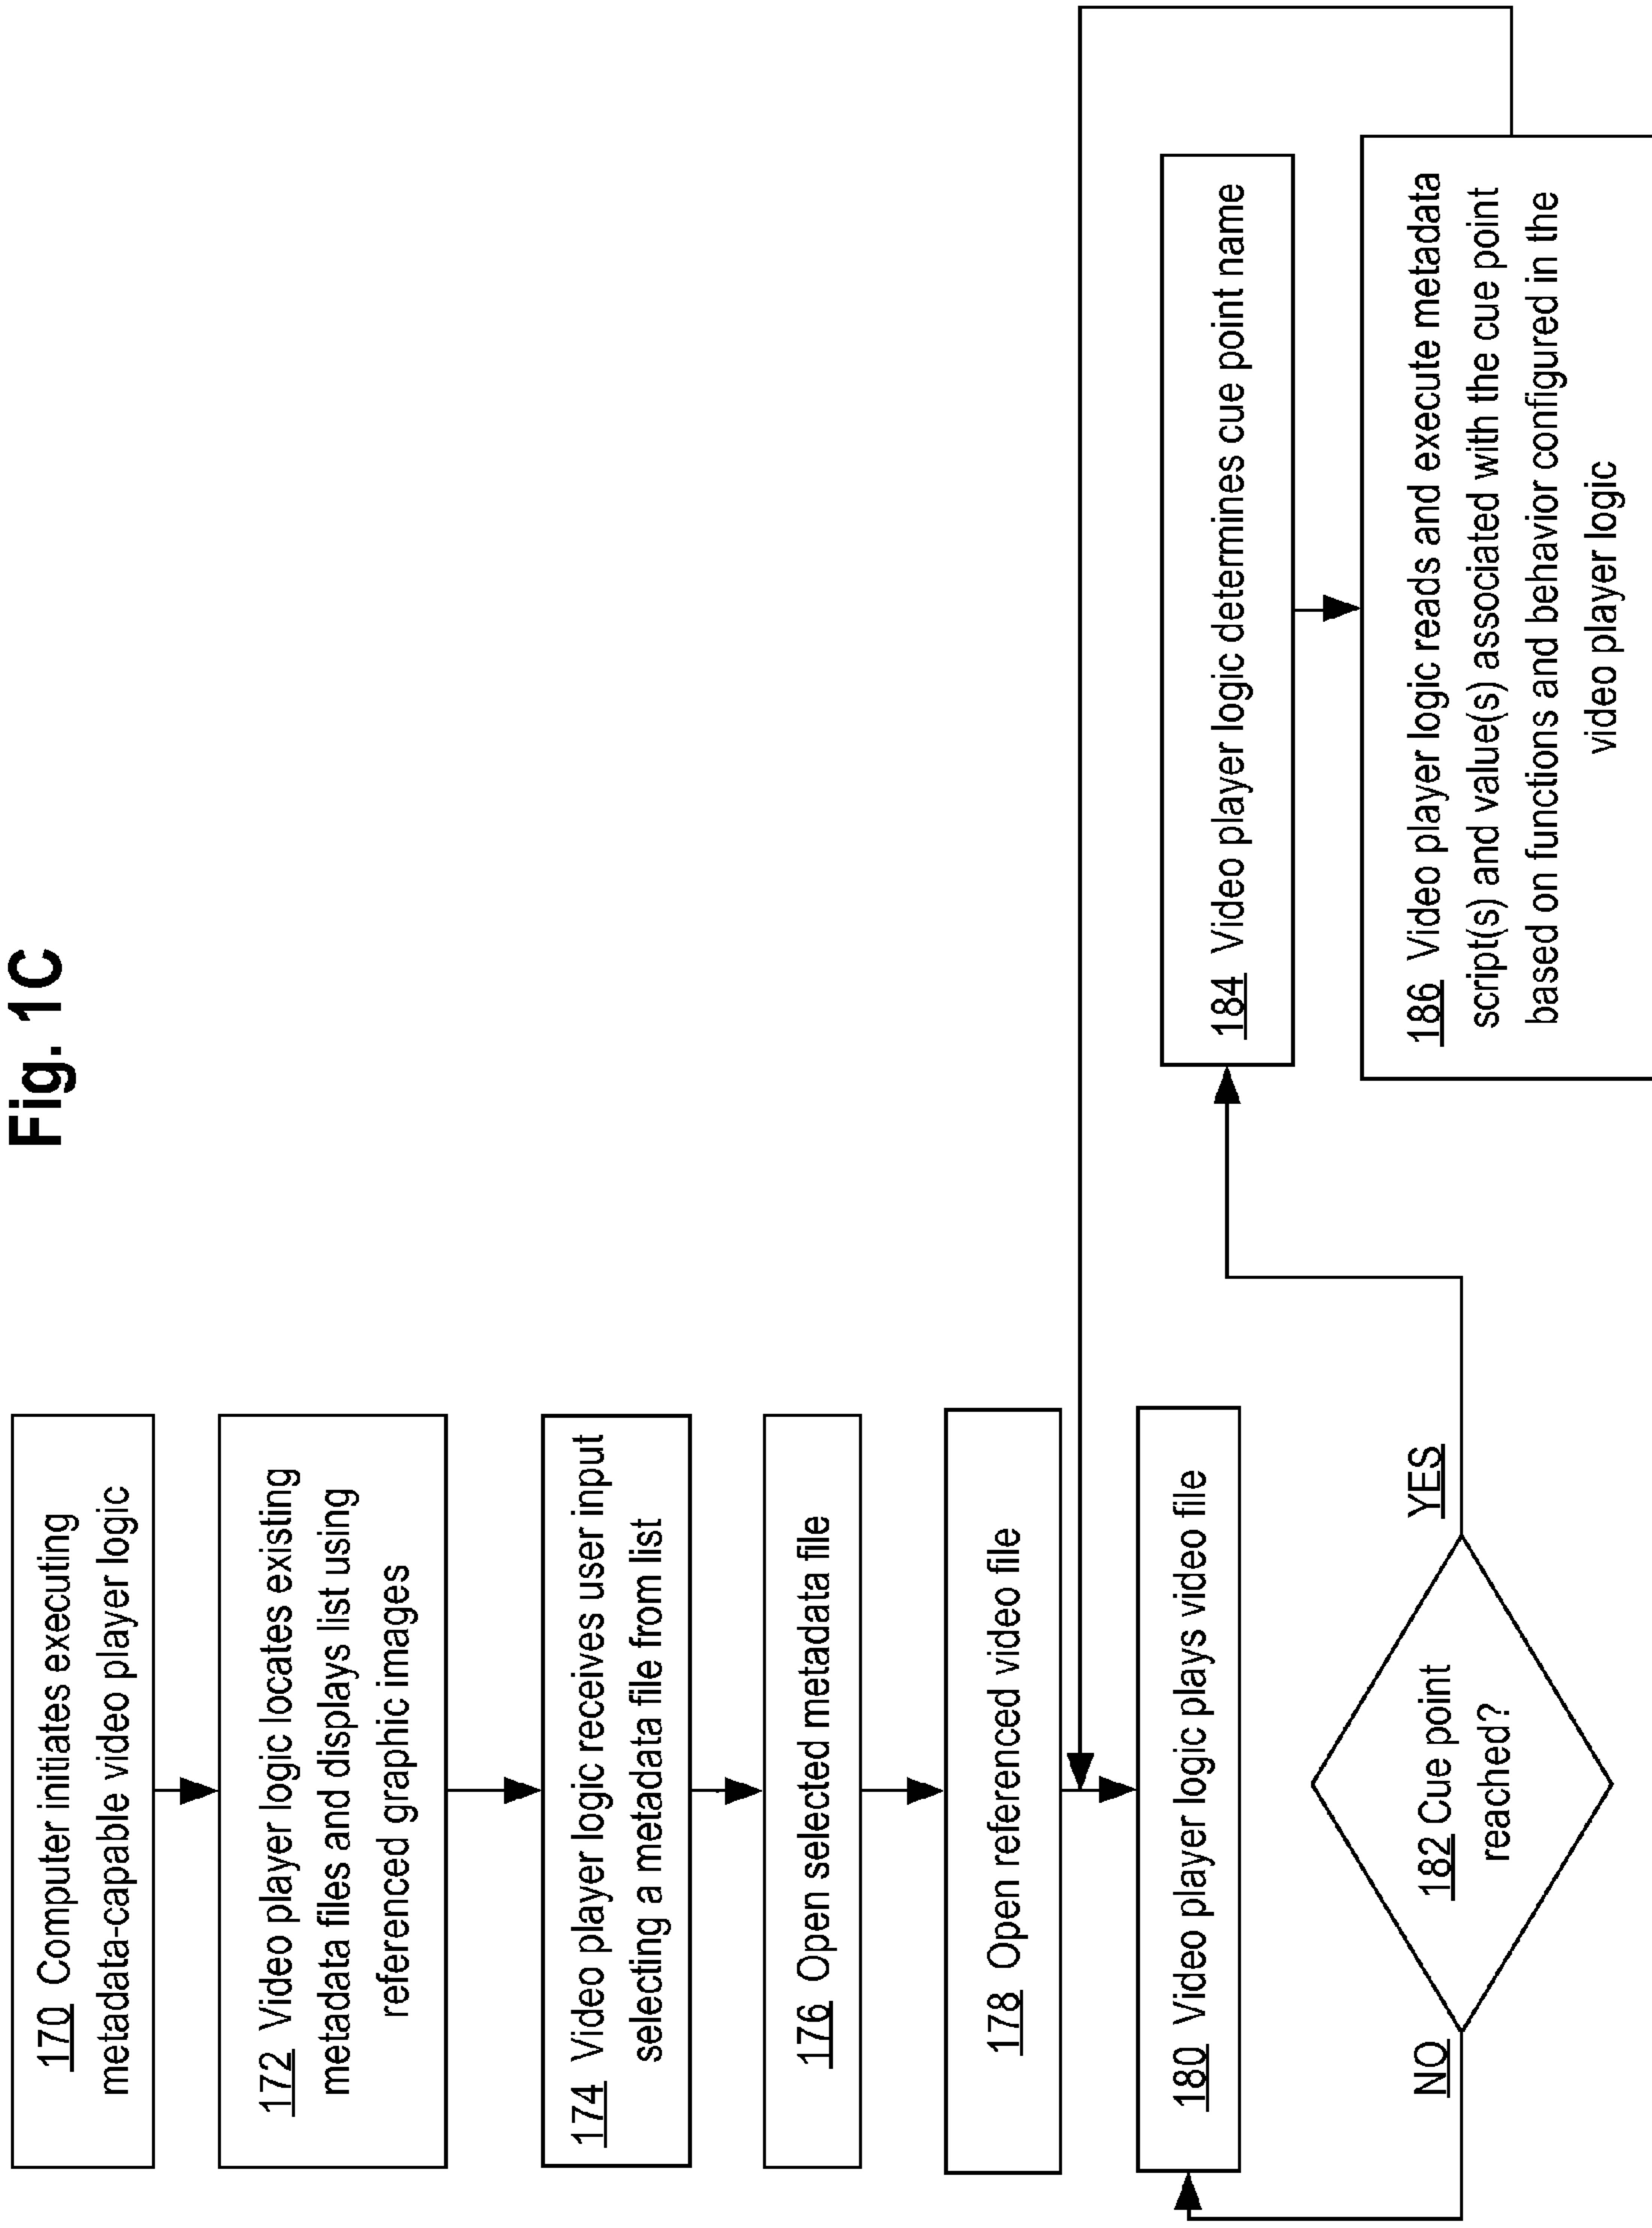 Fig. 1C
170 Computer initiates executing
metadata-capable video player logic
172 Video player logic locates existing
metadata files and displays list using
referenced graphic images
174 Video player logic receives user input
selecting a metadata file from list
176 Open selected metadata file
178 Open referenced video file
180 Video player logic plays video file
182 Cue point
reached?
NO
YES
184 Video player logic determines cue point name
186 Video player logic reads and execute metadata
script(s) and value(s) associated with the cue point
based on functions and behavior configured in the
video player logic